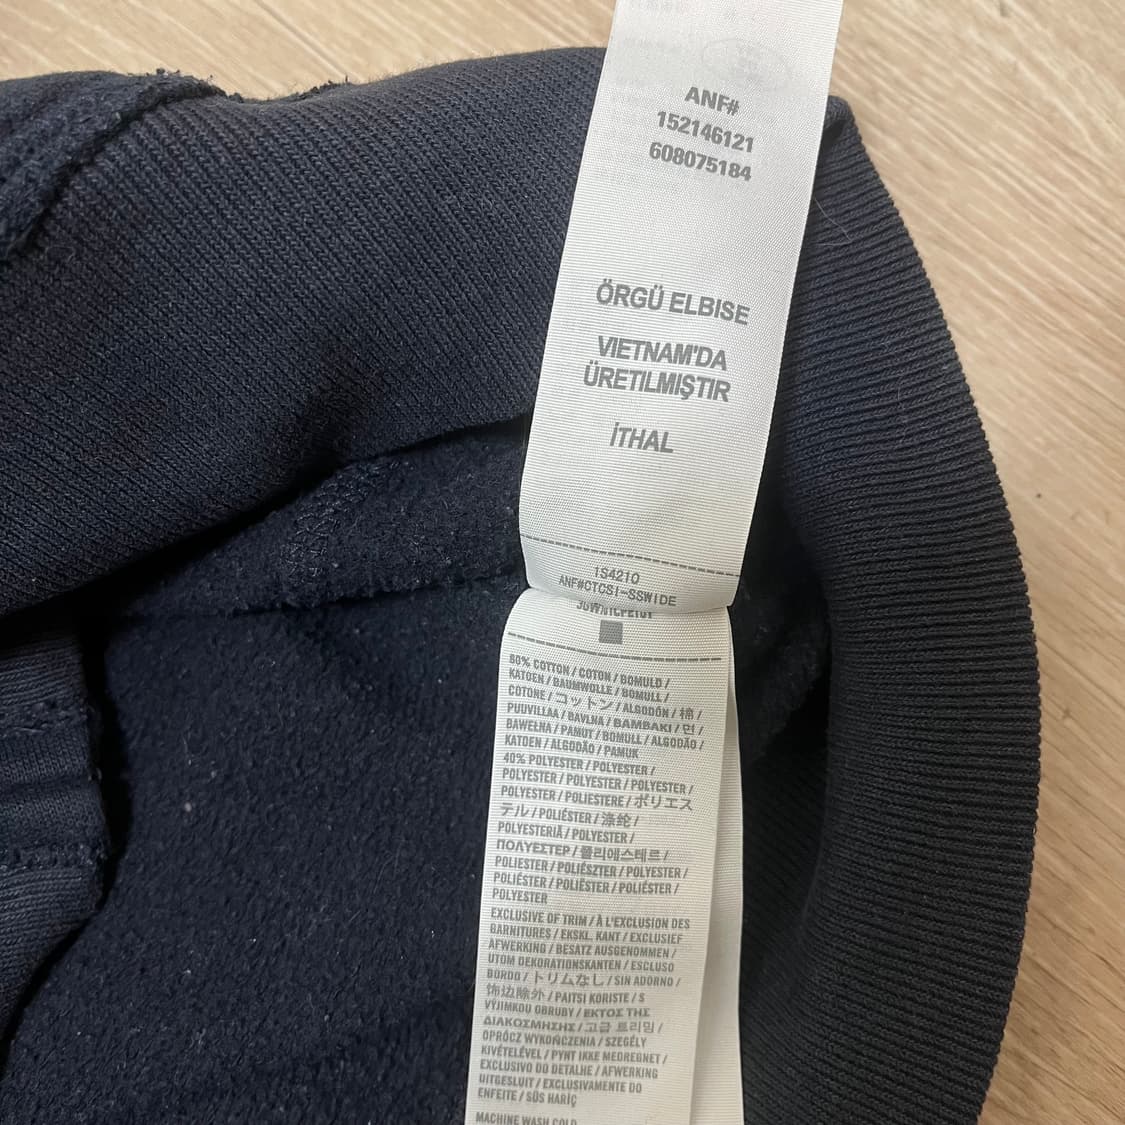 ANF#
152146121
608075184
ÖRGÜ ELBISE
VIETNAM'DA
ÜRETILMIŞTIR
İTHAL
1S4210
ANF#CTCSI-SSWIDE
60% COTTON / COTON / BOMULD /
KATOEN / BAUMWOLLE / BOMULL /
COTONE / コットン / ALGODÓN / 棉 /
PUUVILLAA / BAVLNA / BAMBAKI / 면 /
BAWEŁNA / PAMUT / BOMULL / ALGODÃO /
KATOEN / ALGODÃO / PAMUK
40% POLYESTER / POLYESTER /
POLYESTER / POLYESTER / POLYESTER /
POLYESTER / POLIESTERE / ポリエス
テル / POLIÉSTER / 涤纶 /
POLYESTERIÄ / POLYESTER /
ΠΟΛΥΕΣΤΕΡ / 폴리에스테르 /
POLIESTER / POLIÉSZTER / POLYESTER /
POLIÉSTER / POLIÉSTER / POLIÉSTER /
POLYESTER
EXCLUSIVE OF TRIM / À L'EXCLUSION DES
GARNITURES / EKSKL. KANT / EXCLUSIEF
AFWERKING / BESATZ AUSGENOMMEN /
UTOM DEKORATIONSKANTEN / ESCLUSO
BORDO / トリムなし / SIN ADORNO /
饰边除外 / PAITSI KORISTE / S
VÝJIMKOU OBRUBY / ΕΚΤΟΣ ΤΗΣ
ΔΙΑΚΟΣΜΗΣΗΣ / 고급 트리밍 /
OPRÓCZ WYKOŃCZENIA / SZEGÉLY
KIVÉTELÉVEL / PYNT IKKE MEDREGNET /
EXCLUSIVO DO DETALHE / AFWERKING
UITGESLUIT / EXCLUSIVAMENTE DO
ENFEITE / SÜS HARİÇ
MACHINE WASH COLD